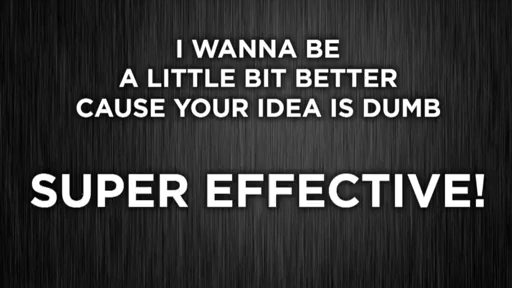 I WANNA BE
A LITTLE BIT BETTER
CAUSE YOUR IDEA IS DUMB
SUPER EFFECTIVE!